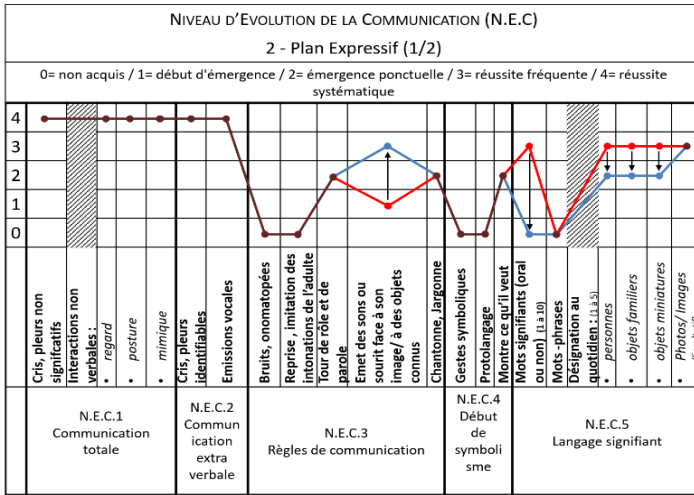 NIVEAU D'EVOLUTION DE LA COMMUNICATION (N.E.C)
2 - Plan Expressif (1/2)
0= non acquis / 1= début d'émergence / 2= émergence ponctuelle / 3= réussite fréquente / 4= réussite
systématique
4
3
2
1
0
Cris, pleurs non
signifcatifs
Interactions non
verbales :
• regard
• posture
• mimique
Cris, pleurs
identifiables
Emissions vocales
Bruits, onomatopées
Reprise , imitation des
intonations de l'adulte
Tour de rôle et de
parole
Emet des sons ou
sourit face à son
image/ à des objets
connus
Chantonne, Jargonne
Gestes symboliques
Protolangage
Montre ce qu'il veut
Mots signifiants (oral
ou non) (1 à 10)
Mots -phrases
Désignation au
quotidien : (1 à 5)
• personnes
• objets familiers
• objets miniatures
• Photos/ Images
N.E.C.1
Communication
totale
N.E.C.2
Commun
ication
extra
verbale
N.E.C.3
Règles de communication
N.E.C.4
Début
de
symboli
sme
N.E.C.5
Langage signifiant